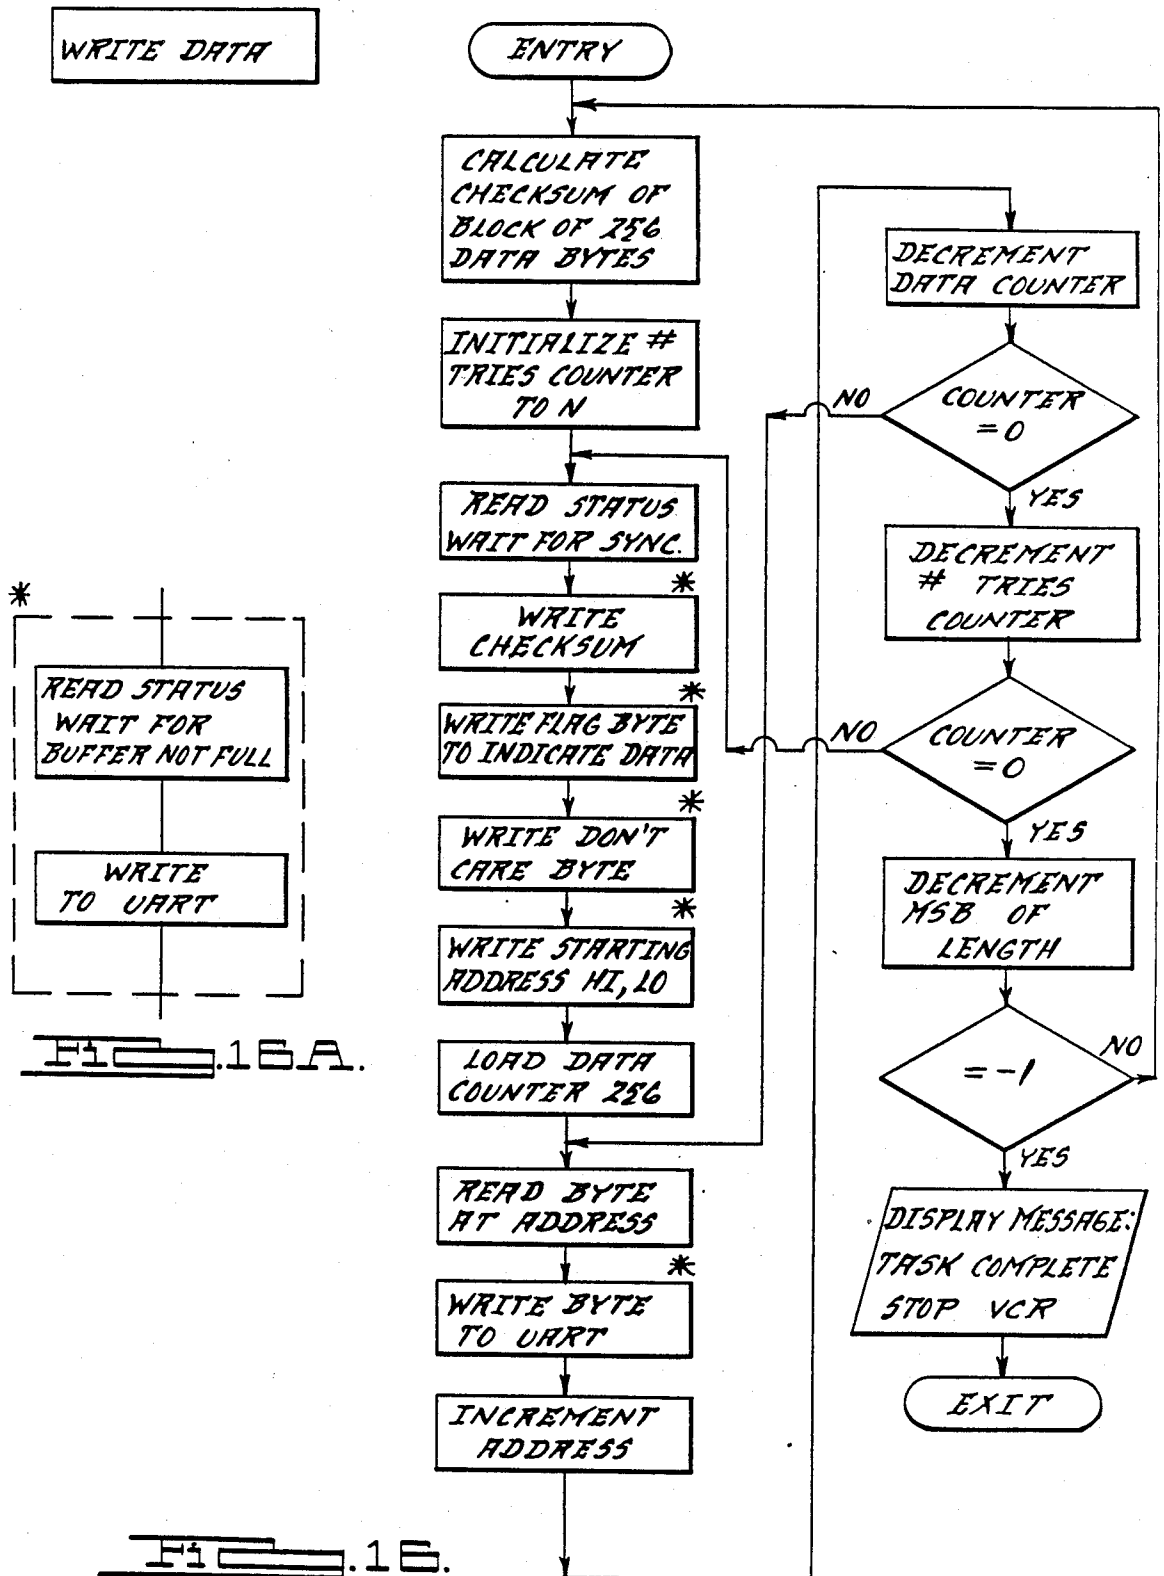 WRITE DATA
ENTRY
CALCULATE
CHECKSUM OF
BLOCK OF 256
DATA BYTES
INITIALIZE #
TRIES COUNTER
TO N
READ STATUS
WAIT FOR SYNC.
*
WRITE
CHECKSUM
*
WRITE FLAG BYTE
TO INDICATE DATA
*
WRITE DON'T
CARE BYTE
*
WRITE STARTING
ADDRESS HI, LO
LOAD DATA
COUNTER 256
READ BYTE
AT ADDRESS
*
WRITE BYTE
TO UART
INCREMENT
ADDRESS
DECREMENT
DATA COUNTER
COUNTER
=0
NO
YES
DECREMENT
# TRIES
COUNTER
COUNTER
=0
NO
YES
DECREMENT
MSB OF
LENGTH
=-1
NO
YES
DISPLAY MESSAGE:
TASK COMPLETE
STOP VCR
EXIT
*
READ STATUS
WAIT FOR
BUFFER NOT FULL
WRITE
TO UART
FIG.16A.
FIG.16.